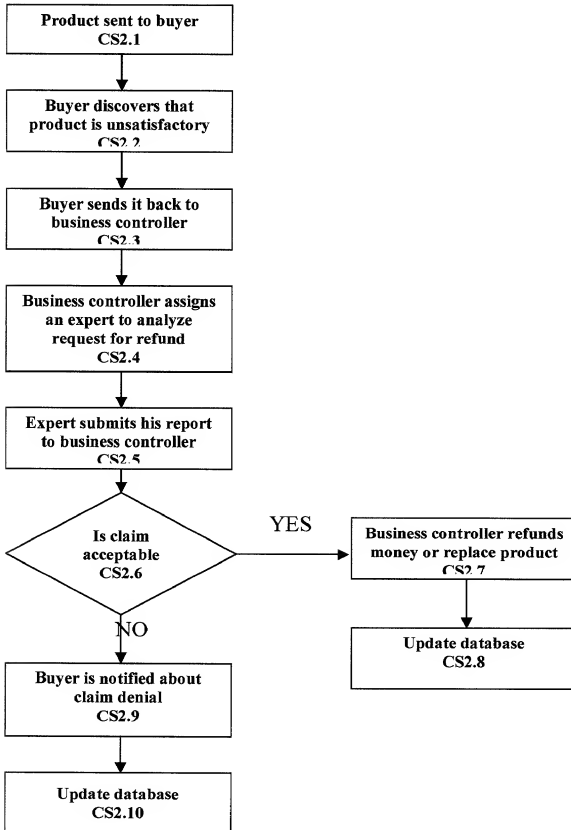 Product sent to buyer
CS2.1
Buyer discovers that
product is unsatisfactory
CS2.2
Buyer sends it back to
business controller
CS2.3
Business controller assigns
an expert to analyze
request for refund
CS2.4
Expert submits his report
to business controller
CS2.5
Is claim
acceptable
CS2.6
YES
Business controller refunds
money or replace product
CS2.7
Update database
CS2.8
NO
Buyer is notified about
claim denial
CS2.9
Update database
CS2.10